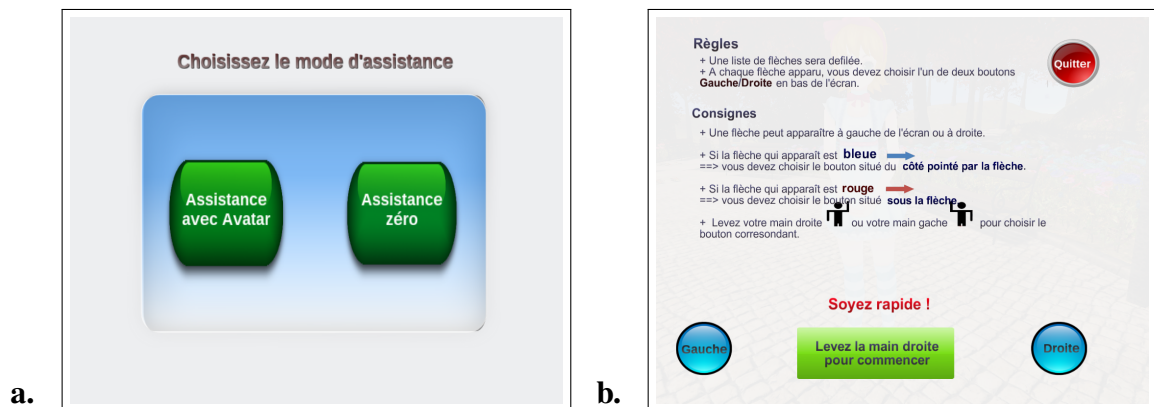 Choisissez le mode d'assistance
Assistance
avec Avatar
Assistance
zéro
a.
Règles
+ Une liste de flèches sera defilée.
+ A chaque flèche apparu, vous devez choisir l'un de deux boutons
Gauche/Droite en bas de l'écran.
Quitter
Consignes
+ Une flèche peut apparaître à gauche de l'écran ou à droite.
+ Si la flèche qui apparaît est bleue
==> vous devez choisir le bouton situé du côté pointé par la flèche.
+ Si la flèche qui apparaît est rouge
==> vous devez choisir le bouton situé sous la flèche
+ Levez votre main droite ou votre main gache pour choisir le
bouton corresondant.
Soyez rapide !
Gauche
Levez la main droite
pour commencer
Droite
b.